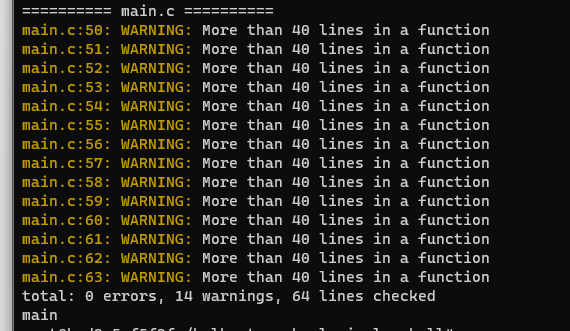 ========== main.c ==========
main.c:50: WARNING: More than 40 lines in a function
main.c:51: WARNING: More than 40 lines in a function
main.c:52: WARNING: More than 40 lines in a function
main.c:53: WARNING: More than 40 lines in a function
main.c:54: WARNING: More than 40 lines in a function
main.c:55: WARNING: More than 40 lines in a function
main.c:56: WARNING: More than 40 lines in a function
main.c:57: WARNING: More than 40 lines in a function
main.c:58: WARNING: More than 40 lines in a function
main.c:59: WARNING: More than 40 lines in a function
main.c:60: WARNING: More than 40 lines in a function
main.c:61: WARNING: More than 40 lines in a function
main.c:62: WARNING: More than 40 lines in a function
main.c:63: WARNING: More than 40 lines in a function
total: 0 errors, 14 warnings, 64 lines checked
main